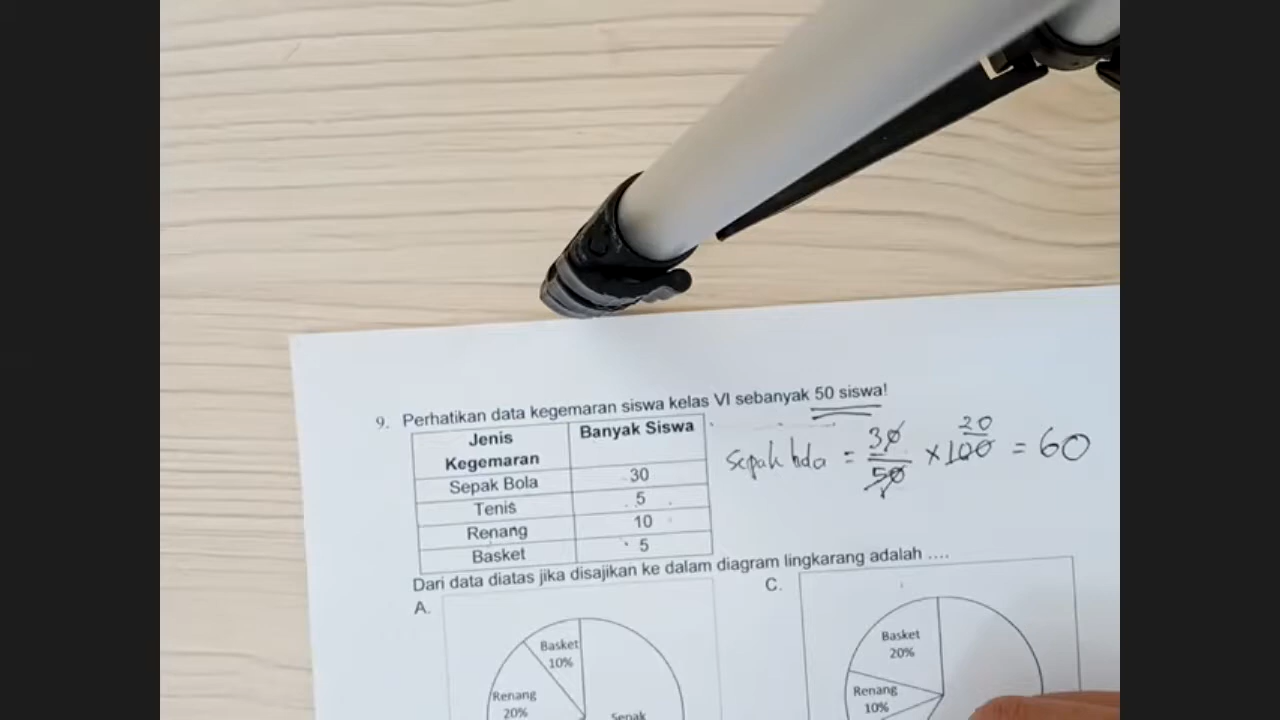 9. Perhatikan data kegemaran siswa kelas VI sebanyak 50 siswa!
Jenis Kegemaran Banyak Siswa
Sepak Bola 30
Tenis 5
Renang 10
Basket 5
sepak bola = 30/50 × 100 = 60
20
Dari data diatas jika disajikan ke dalam diagram lingkarang adalah ....
A.
Basket
10%
Renang
20%
Sepak
C.
Basket
20%
Renang
10%